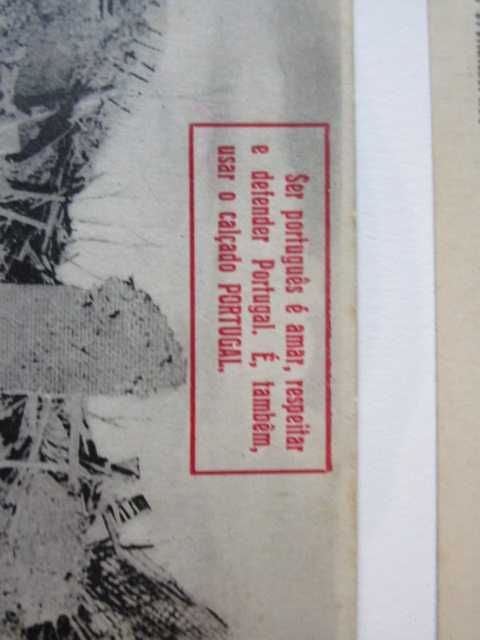 Ser português é amar, respeitar
e defender Portugal. É, também,
usar o calçado PORTUGAL.